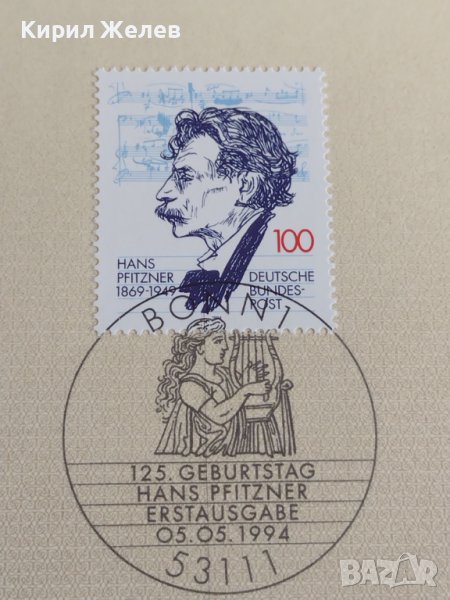 Кирил Желев
100
HANS
PFITZNER
1869-1949
DEUTSCHE
BUNDES-
POST
BONN 1
125. GEBURTSTAG
HANS PFITZNER
ERSTAUSGABE
05.05.1994
53111
BAZAR